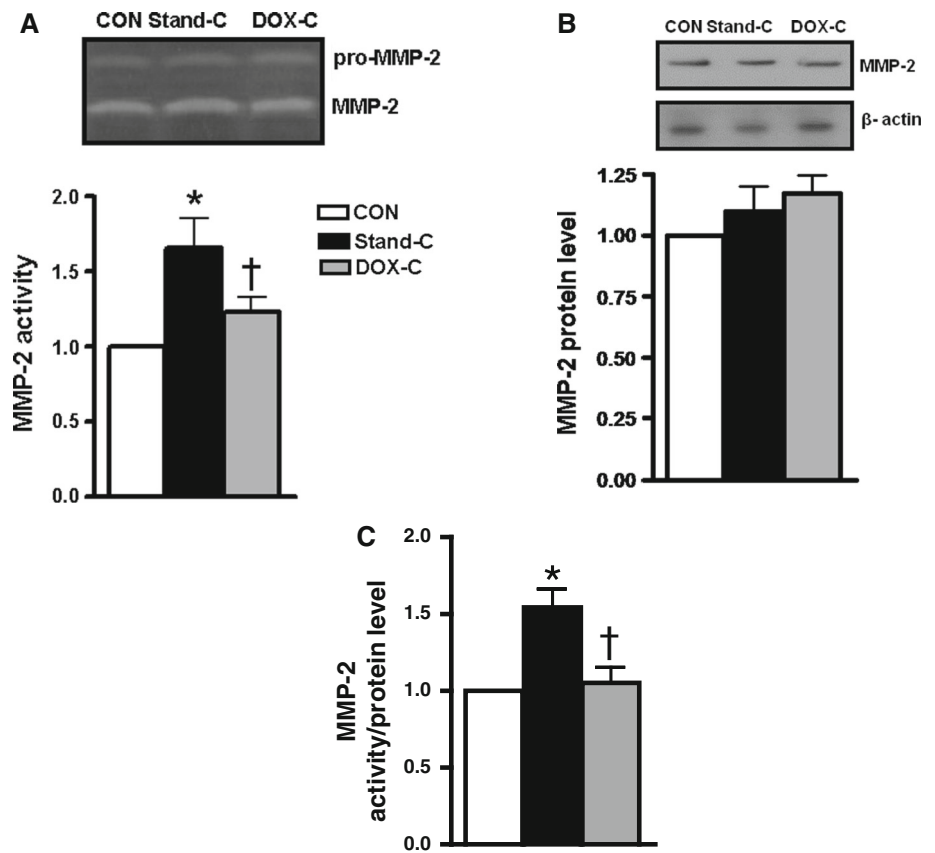 A
CON Stand-C DOX-C
pro-MMP-2
MMP-2
MMP-2 activity
2.0
1.5
1.0
0.5
0.0
*
†
CON
Stand-C
DOX-C
B
CON Stand-C DOX-C
MMP-2
β- actin
MMP-2 protein level
1.25
1.00
0.75
0.50
0.25
0.00
C
MMP-2
activity/protein level
2.0
1.5
1.0
0.5
0.0
*
†